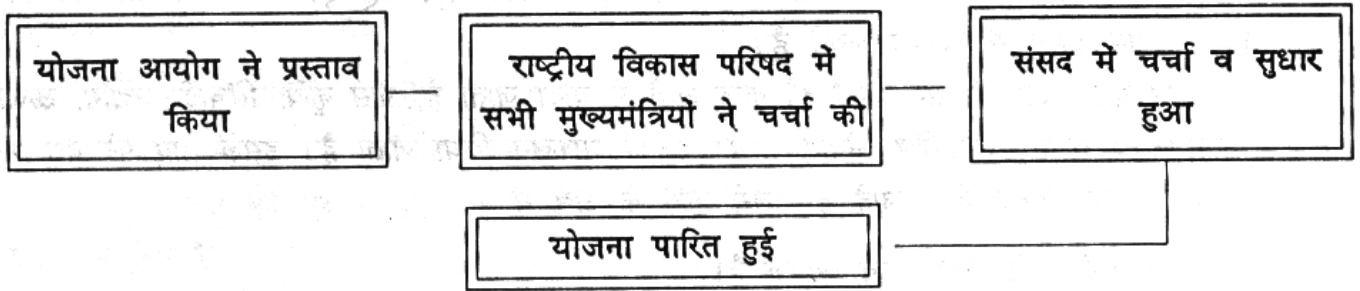 योजना आयोग ने प्रस्ताव
किया
राष्ट्रीय विकास परिषद में
सभी मुख्यमंत्रियों ने चर्चा की
संसद में चर्चा व सुधार
हुआ
योजना पारित हुई